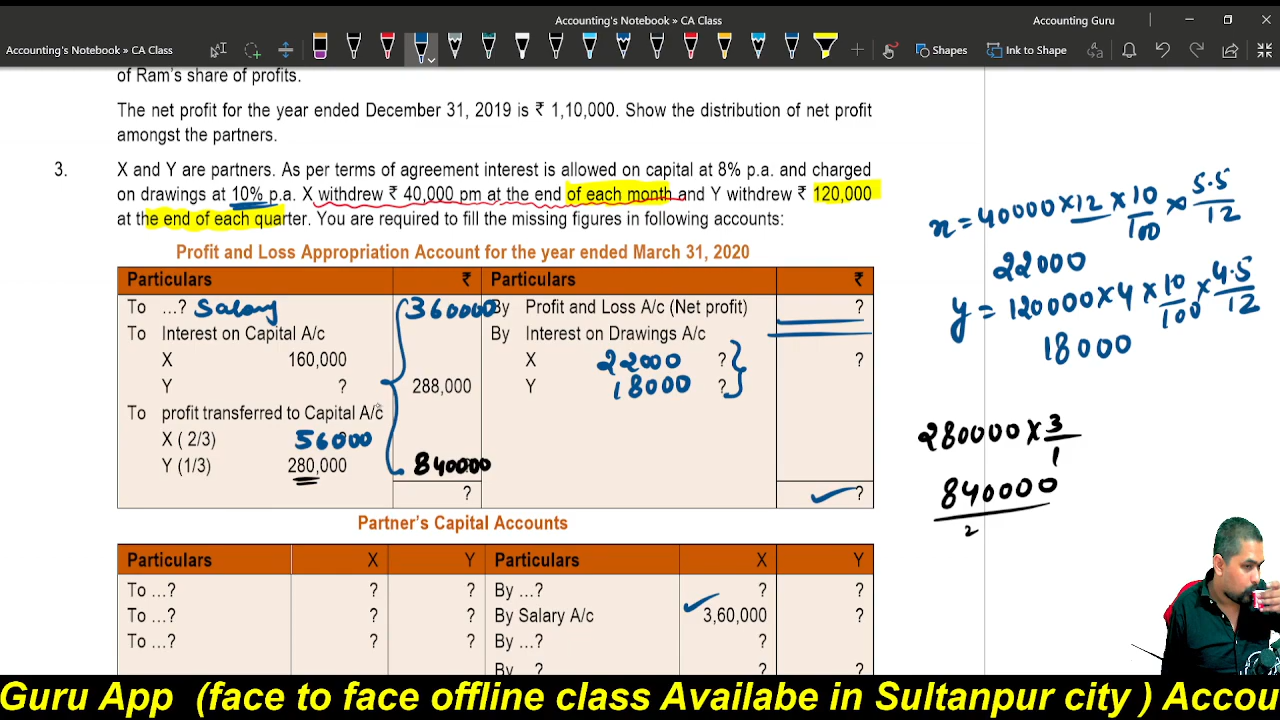 Accounting's Notebook » CA Class
Accounting Guru
Accounting's Notebook » CA Class
Shapes
Ink to Shape
of Ram's share of profits.
The net profit for the year ended December 31, 2019 is ₹ 1,10,000. Show the distribution of net profit
amongst the partners.
3. X and Y are partners. As per terms of agreement interest is allowed on capital at 8% p.a. and charged
on drawings at 10% p.a. X withdrew ₹ 40,000 pm at the end of each month and Y withdrew ₹ 120,000
at the end of each quarter. You are required to fill the missing figures in following accounts:
Profit and Loss Appropriation Account for the year ended March 31, 2020
Particulars ₹ Particulars ₹
To ...? Salary 360000 By Profit and Loss A/c (Net profit) ?
To Interest on Capital A/c By Interest on Drawings A/c
X 160,000 X 22000 ? ?
Y ? 288,000 Y 18000 ?
To profit transferred to Capital A/c
X ( 2/3) 56000
Y (1/3) 280,000 840000
? ?
Partner's Capital Accounts
Particulars X Y Particulars X Y
To ...? ? ? By ...? ? ?
To ...? ? ? By Salary A/c 3,60,000 ?
To ...? ? ? By ...? ?
By ...? ? ?
x = 40000 × 12 × 10/100 × 5.5/12
22000
y = 120000 × 4 × 10/100 × 4.5/12
18000
280000 × 3/1
840000
2
Guru App (face to face offline class Availabe in Sultanpur city ) Accou